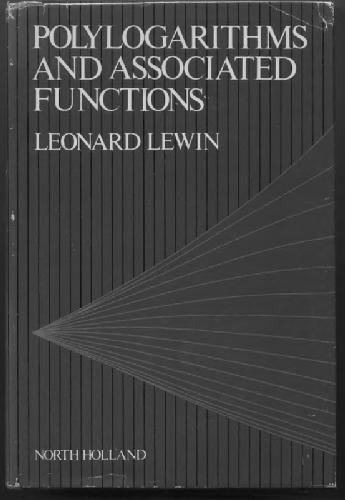 POLYLOGARITHMS
AND ASSOCIATED
FUNCTIONS
LEONARD LEWIN
NORTH HOLLAND